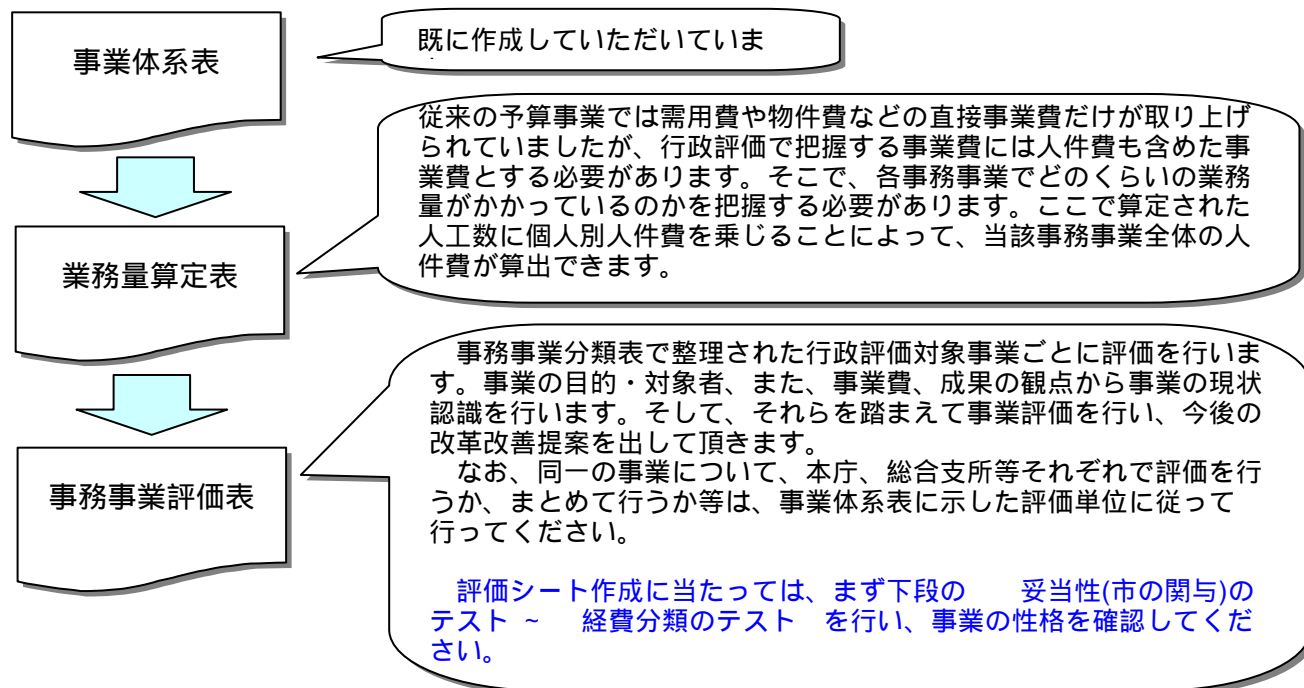 事業体系表
既に作成していただいていま
従来の予算事業では需用費や物件費などの直接事業費だけが取り上げ
られていましたが、行政評価で把握する事業費には人件費も含めた事
業費とする必要があります。そこで、各事務事業でどのくらいの業務
量がかかっているのかを把握する必要があります。ここで算定された
人工数に個人別人件費を乗じることによって、当該事務事業全体の人
件費が算出できます。
業務量算定表
事務事業分類表で整理された行政評価対象事業ごとに評価を行いま
す。事業の目的・対象者、また、事業費、成果の観点から事業の現状
認識を行います。そして、それらを踏まえて事業評価を行い、今後の
改革改善提案を出して頂きます。
なお、同一の事業について、本庁、総合支所等それぞれで評価を行
うか、まとめて行うか等は、事業体系表に示した評価単位に従って
行ってください。
事務事業評価表
評価シート作成に当たっては、まず下段の　　妥当性(市の関与)の
テスト ~　経費分類のテスト　を行い、事業の性格を確認してくだ
さい。